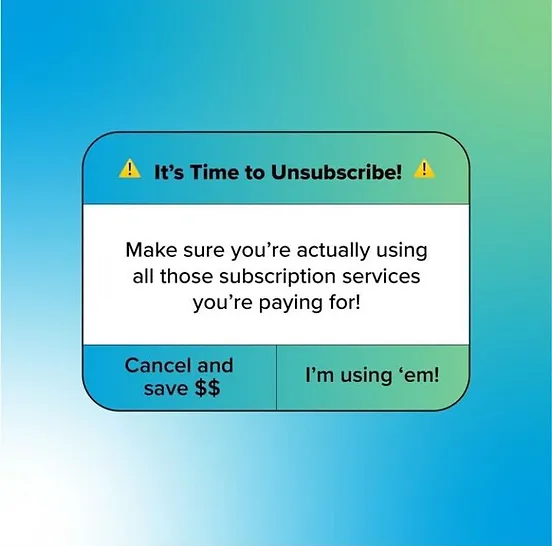 ⚠️ It’s Time to Unsubscribe! ⚠️
Make sure you’re actually using
all those subscription services
you’re paying for!
Cancel and
save $$
I’m using ‘em!